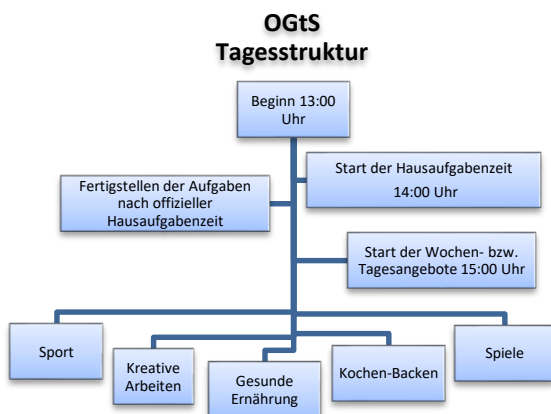 OGtS
Tagesstruktur
Beginn 13:00
Uhr
Start der Hausaufgabenzeit
14:00 Uhr
Fertigstellen der Aufgaben
nach offizieller
Hausaufgabenzeit
Start der Wochen- bzw.
Tagesangebote 15:00 Uhr
Sport
Kreative
Arbeiten
Gesunde
Ernährung
Kochen-Backen
Spiele